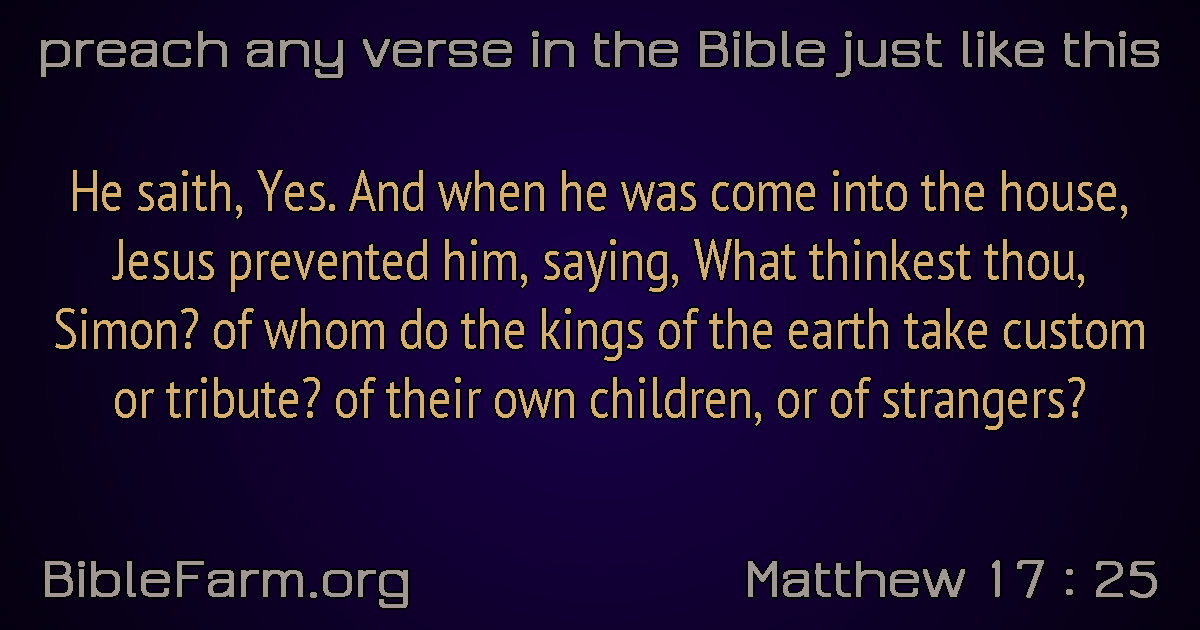 preach any verse in the Bible just like this
He saith, Yes. And when he was come into the house,
Jesus prevented him, saying, What thinkest thou,
Simon? of whom do the kings of the earth take custom
or tribute? of their own children, or of strangers?
BibleFarm.org
Matthew 17 : 25